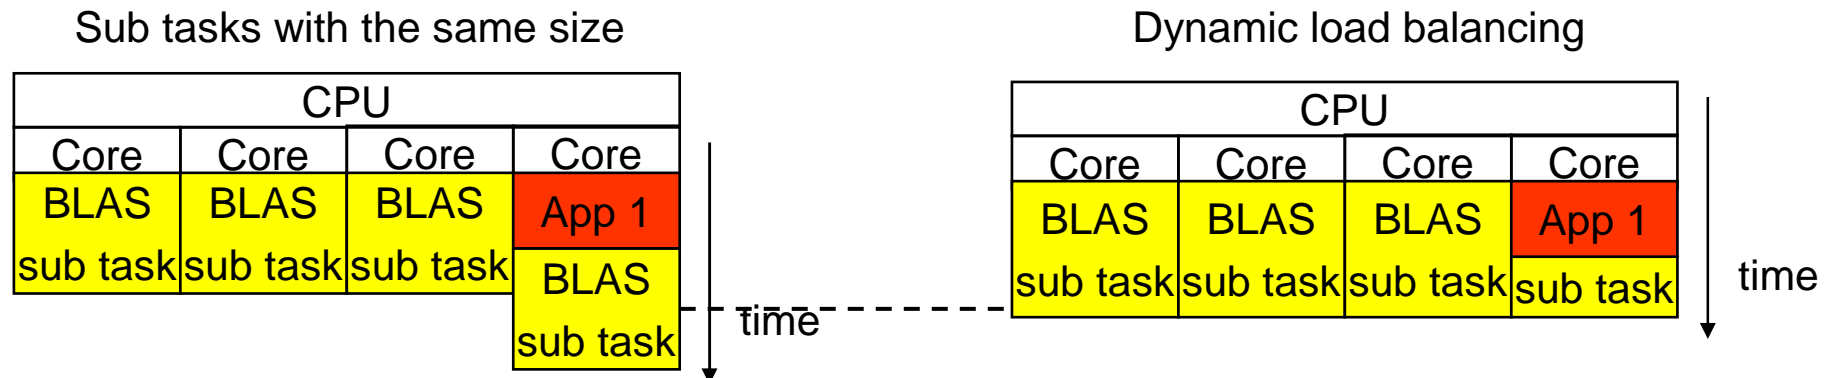 Sub tasks with the same size
CPU
Core Core Core Core
BLAS BLAS BLAS App 1
sub task sub task sub task BLAS
sub task
time
Dynamic load balancing
CPU
Core Core Core Core
BLAS BLAS BLAS App 1
sub task sub task sub task sub task
time